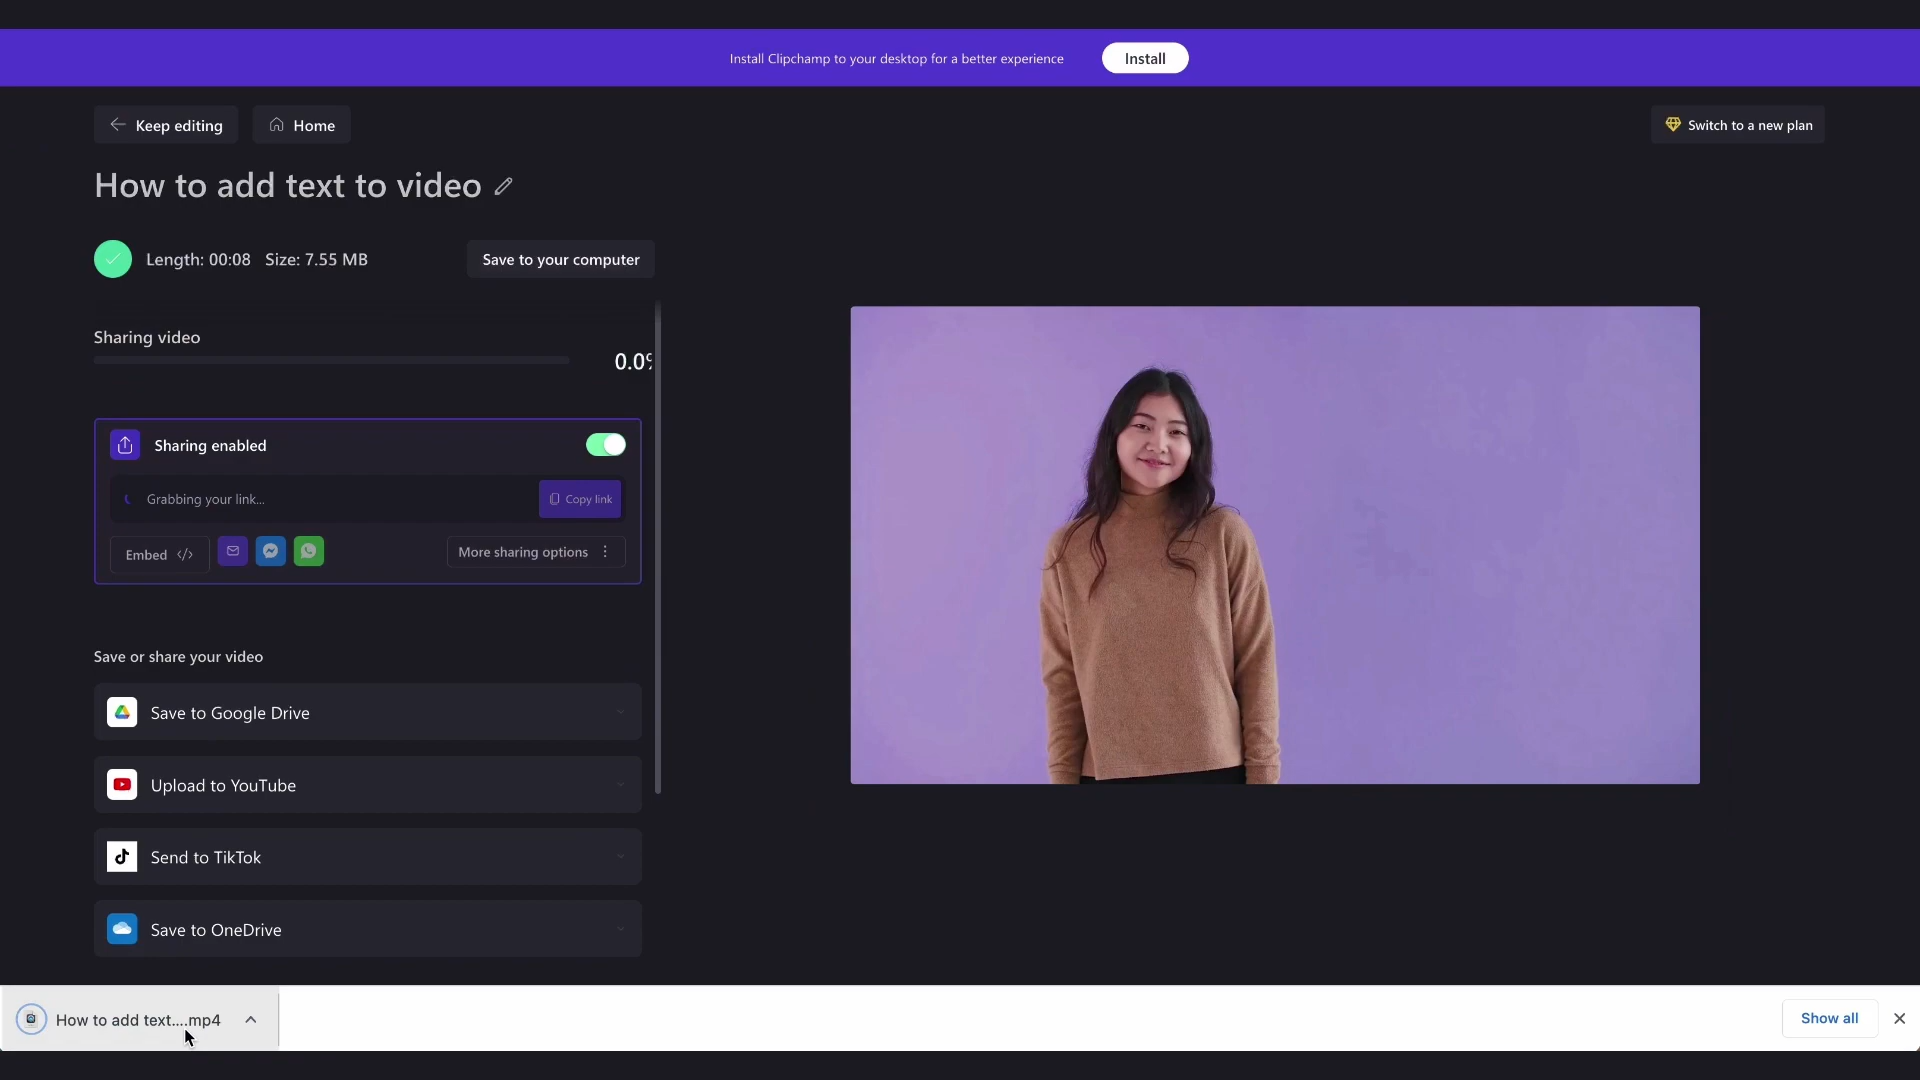 Install Clipchamp to your desktop for a better experience
Install
Keep editing
Home
Switch to a new plan
How to add text to video
Length: 00:08 Size: 7.55 MB
Save to your computer
Sharing video
0.0%
Sharing enabled
Grabbing your link...
Copy link
Embed </>
More sharing options
Save or share your video
Save to Google Drive
Upload to YouTube
Send to TikTok
Save to OneDrive
How to add text....mp4
Show all